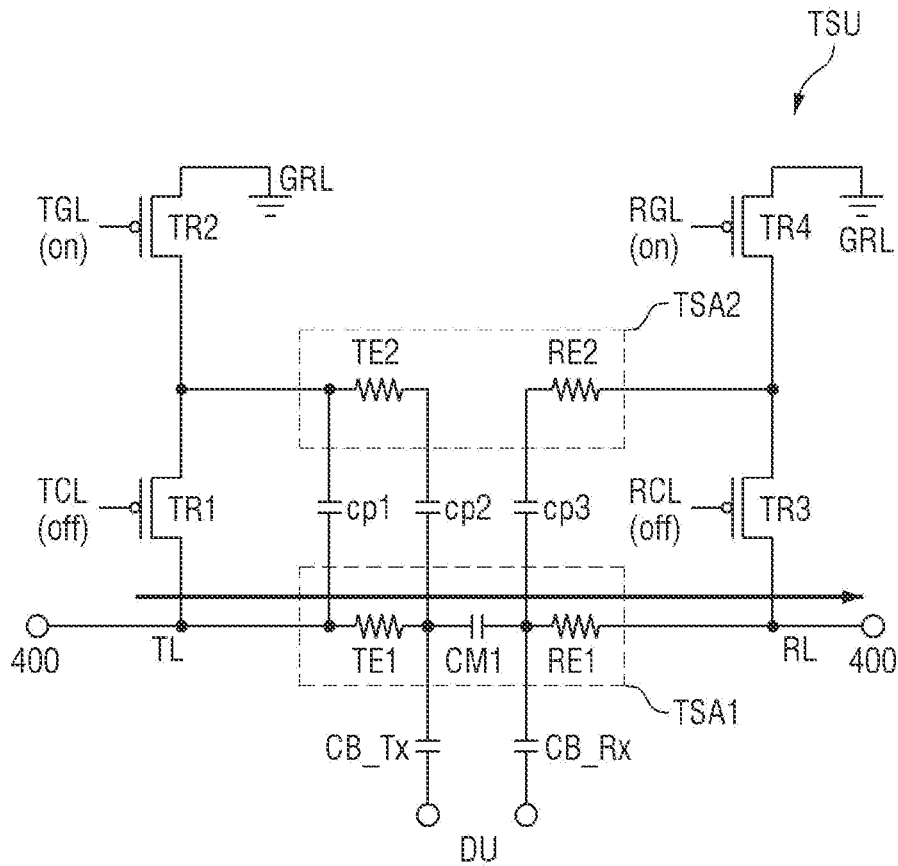 TSU
GRL
TGL
(on)
TR2
RGL
(on)
TR4
GRL
TSA2
TE2
RE2
TCL
(off)
TR1
cp1
cp2
cp3
RCL
(off)
TR3
400
TL
TE1
CM1
RE1
RL
400
TSA1
CB_Tx
CB_Rx
DU